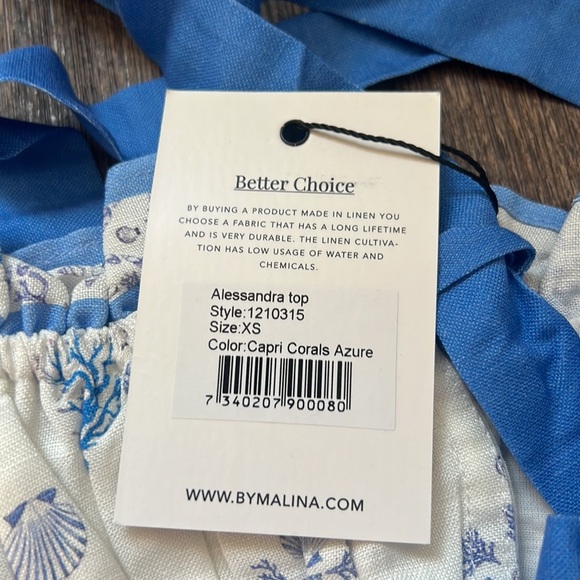 Better Choice
BY BUYING A PRODUCT MADE IN LINEN YOU
CHOOSE A FABRIC THAT HAS A LONG LIFETIME
AND IS VERY DURABLE. THE LINEN CULTIVA-
TION HAS LOW USAGE OF WATER AND
CHEMICALS.
Alessandra top
Style:1210315
Size:XS
Color:Capri Corals Azure
7 340207 900080
WWW.BYMALINA.COM